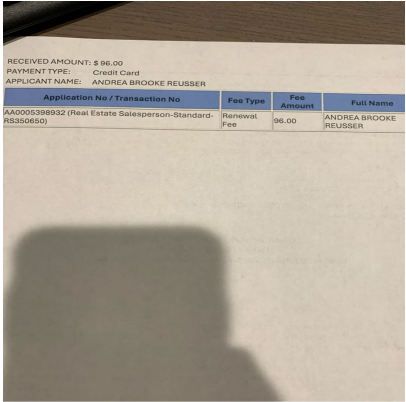 RECEIVED AMOUNT: $ 96.00
PAYMENT TYPE: Credit Card
APPLICANT NAME: ANDREA BROOKE REUSSER
Application No / Transaction No Fee Type Fee Amount Full Name
AA0005398932 (Real Estate Salesperson-Standard- Renewal 96.00 ANDREA BROOKE
RS350650) Fee REUSSER